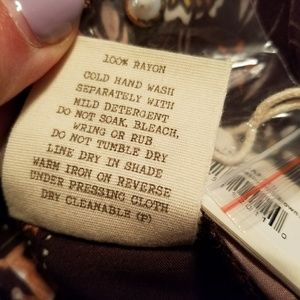 100% RAYON
COLD HAND WASH
SEPARATELY WITH
MILD DETERGENT
DO NOT SOAK, BLEACH,
WRING OR RUB
DO NOT TUMBLE DRY
LINE DRY IN SHADE
WARM IRON ON REVERSE
UNDER PRESSING CLOTH
DRY CLEANABLE (P)